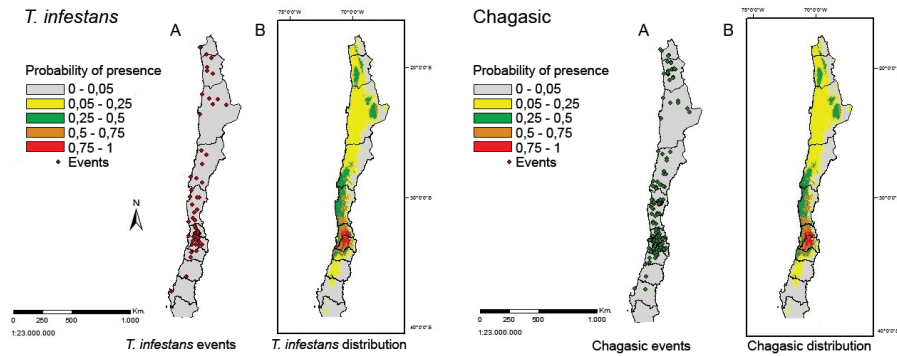 T. infestans
A
B
75°0'0"W
70°0'0"W
Probability of presence
0 - 0,05
0,05 - 0,25
0,25 - 0,5
0,5 - 0,75
0,75 - 1
Events
N
20°0'0"S
30°0'0"S
40°0'0"S
0 250 500 1.000
Km.
1:23.000.000
T. infestans events
T. infestans distribution
Chagasic
A
B
75°0'0"W
70°0'0"W
Probability of presence
0 - 0,05
0,05 - 0,25
0,25 - 0,5
0,5 - 0,75
0,75 - 1
Events
20°0'0"S
30°0'0"S
40°0'0"S
0 250 500 1.000
Km.
1:23.000.000
Chagasic events
Chagasic distribution